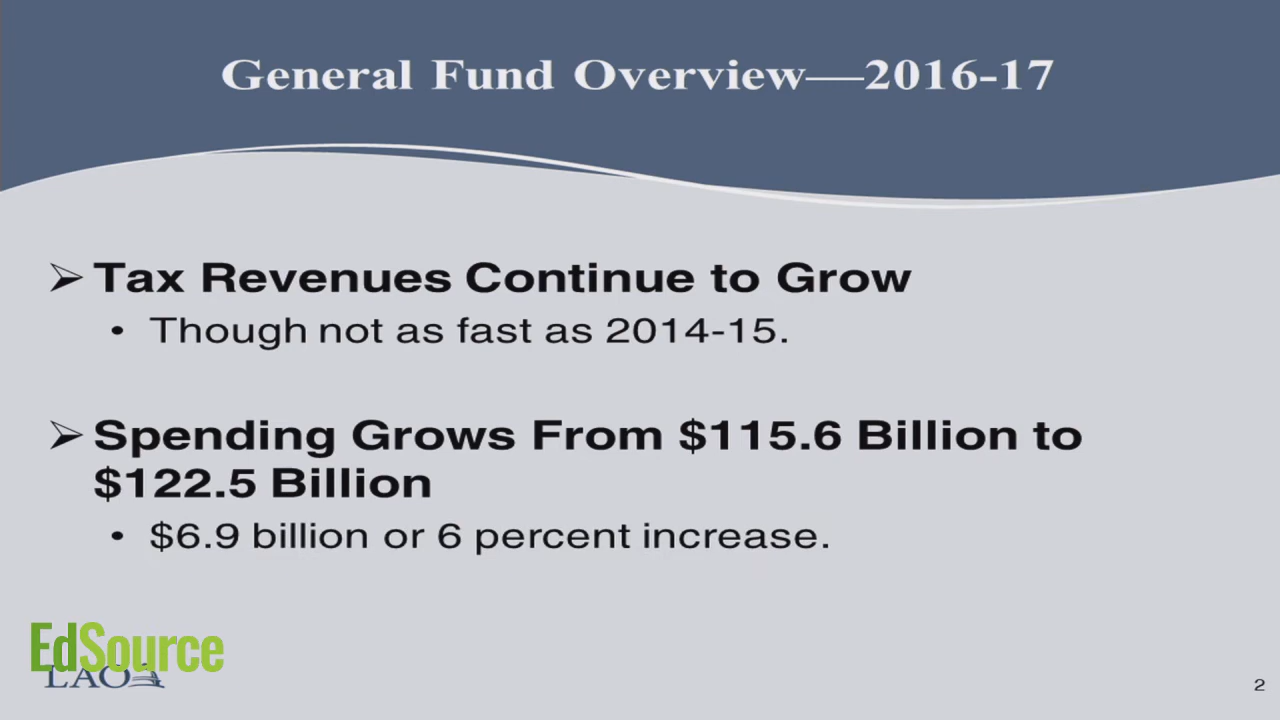 General Fund Overview—2016-17
➢ Tax Revenues Continue to Grow
• Though not as fast as 2014-15.
➢ Spending Grows From $115.6 Billion to
$122.5 Billion
• $6.9 billion or 6 percent increase.
EdSource
LAO
2